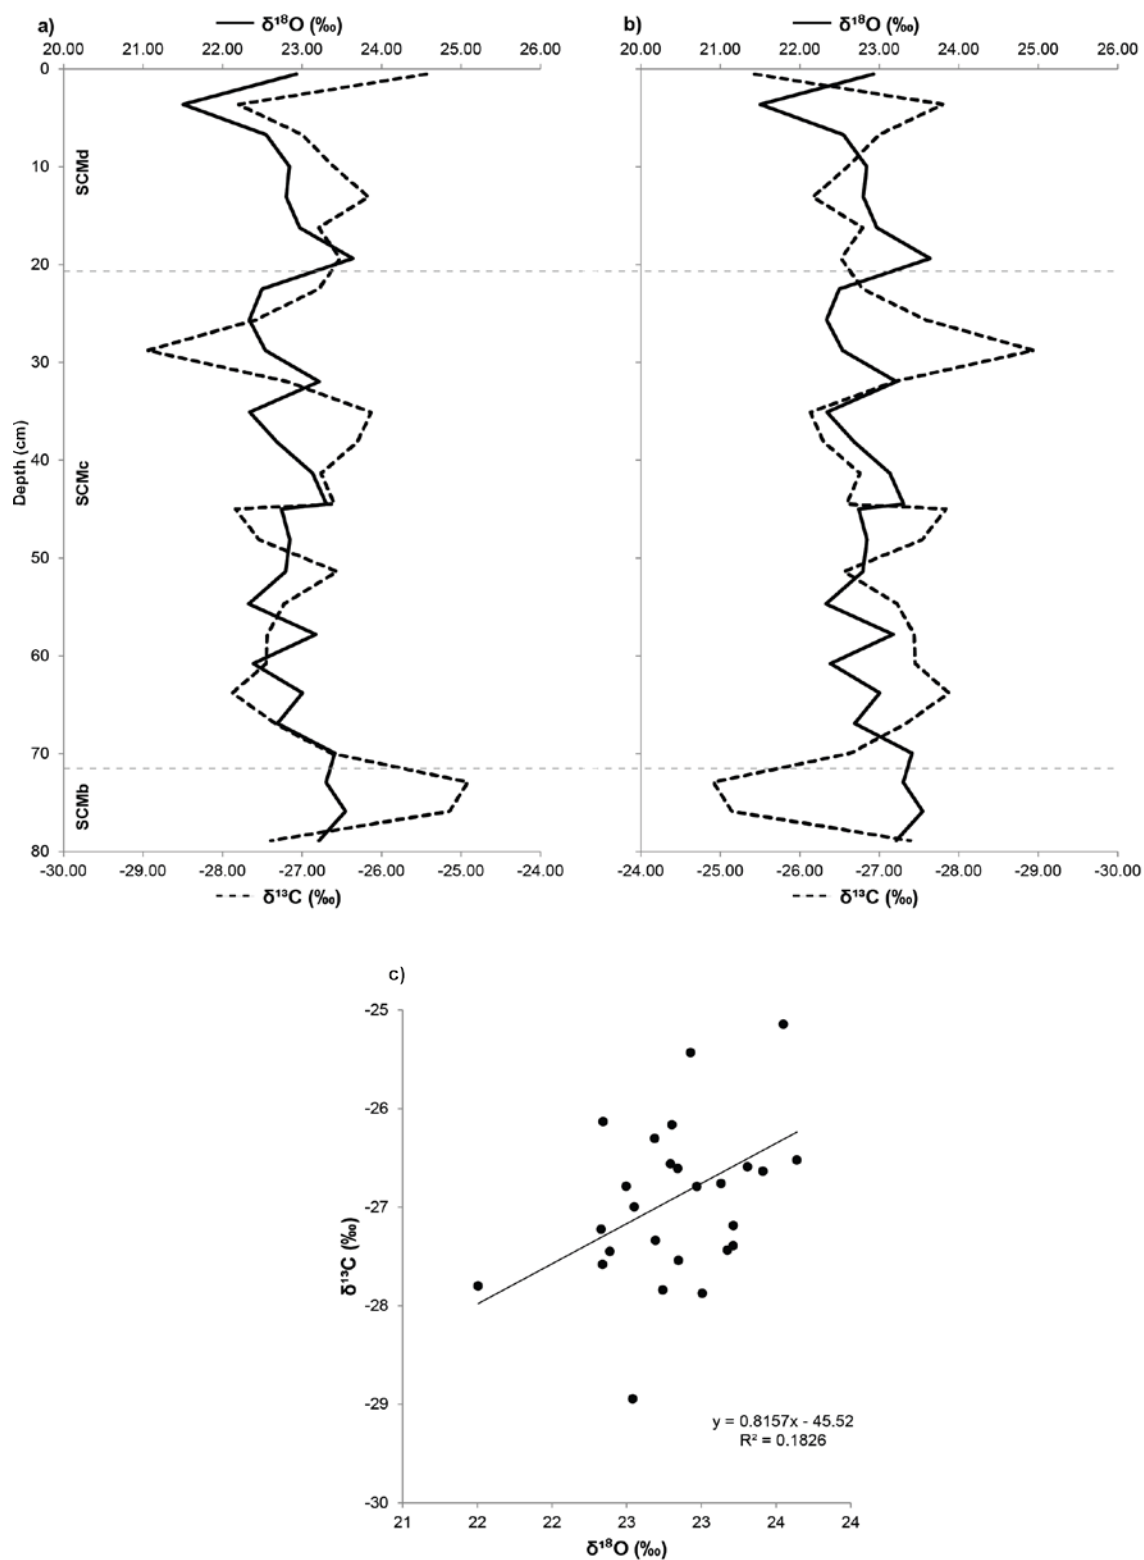 a)
δ¹⁸O (‰)
20.00 21.00 22.00 23.00 24.00 25.00 26.00
0
10
20
30
40
50
60
70
80
Depth (cm)
SCMd
SCMc
SCMb
-30.00 -29.00 -28.00 -27.00 -26.00 -25.00 -24.00
δ¹³C (‰)
b)
δ¹⁸O (‰)
20.00 21.00 22.00 23.00 24.00 25.00 26.00
-24.00 -25.00 -26.00 -27.00 -28.00 -29.00 -30.00
δ¹³C (‰)
c)
-25
-26
-27
-28
-29
-30
δ¹³C (‰)
y = 0.8157x - 45.52
R² = 0.1826
21 22 22 23 23 24 24
δ¹⁸O (‰)